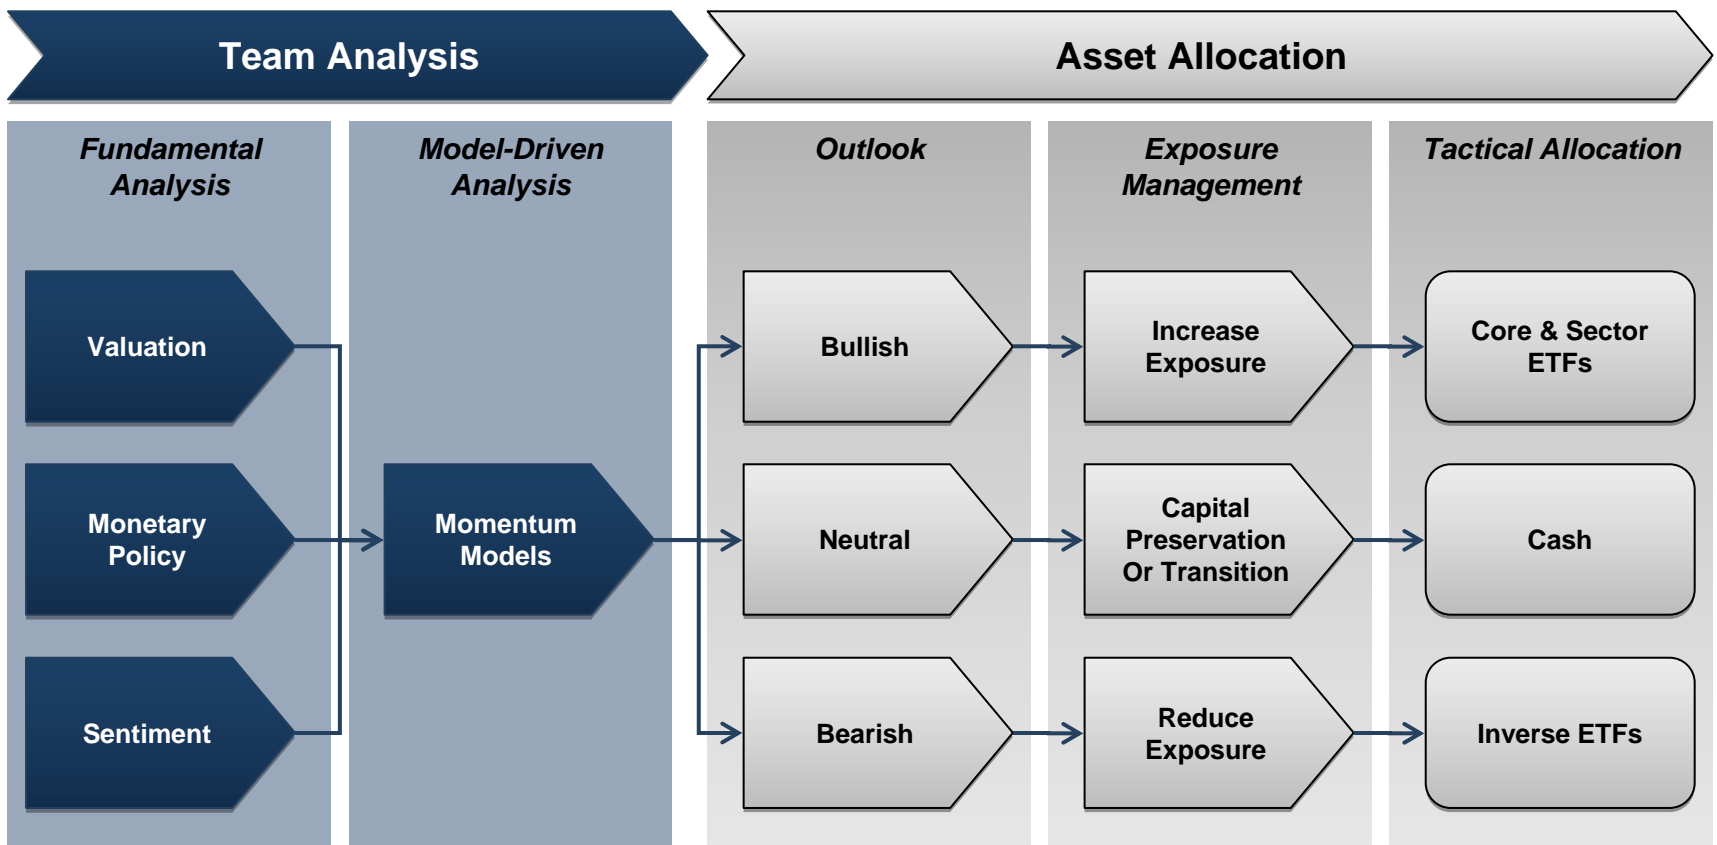 Team Analysis
Asset Allocation
Fundamental
Analysis
Model-Driven
Analysis
Outlook
Exposure
Management
Tactical Allocation
Valuation
Bullish
Increase
Exposure
Core & Sector
ETFs
Monetary
Policy
Momentum
Models
Neutral
Capital
Preservation
Or Transition
Cash
Sentiment
Bearish
Reduce
Exposure
Inverse ETFs